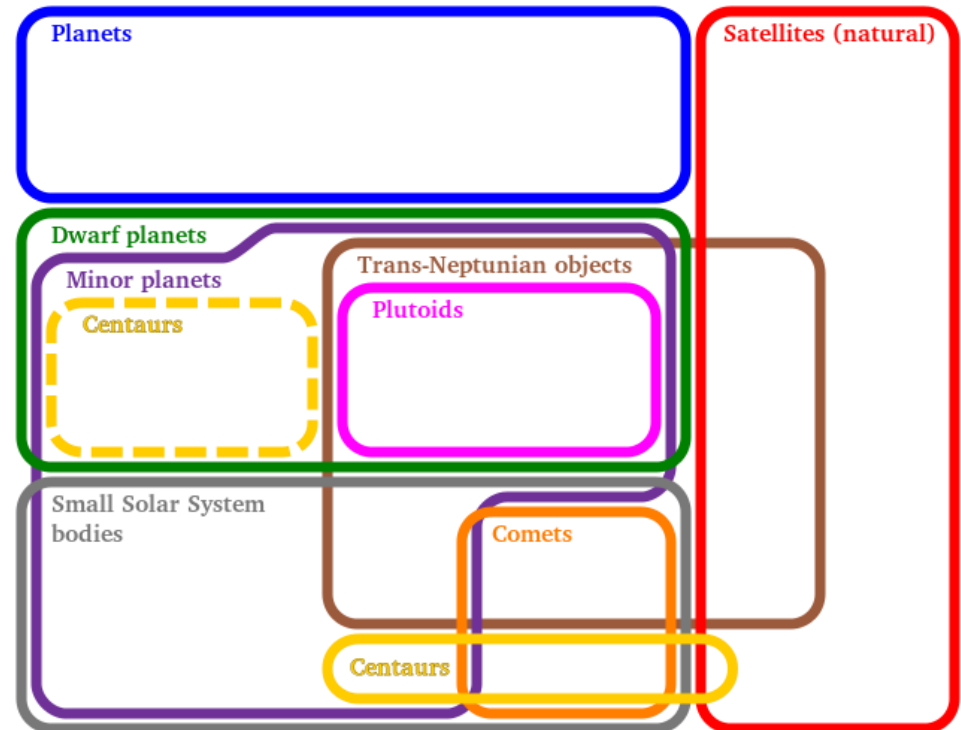 Planets
Satellites (natural)
Dwarf planets
Minor planets
Trans-Neptunian objects
Centaurs
Plutoids
Small Solar System
bodies
Comets
Centaurs